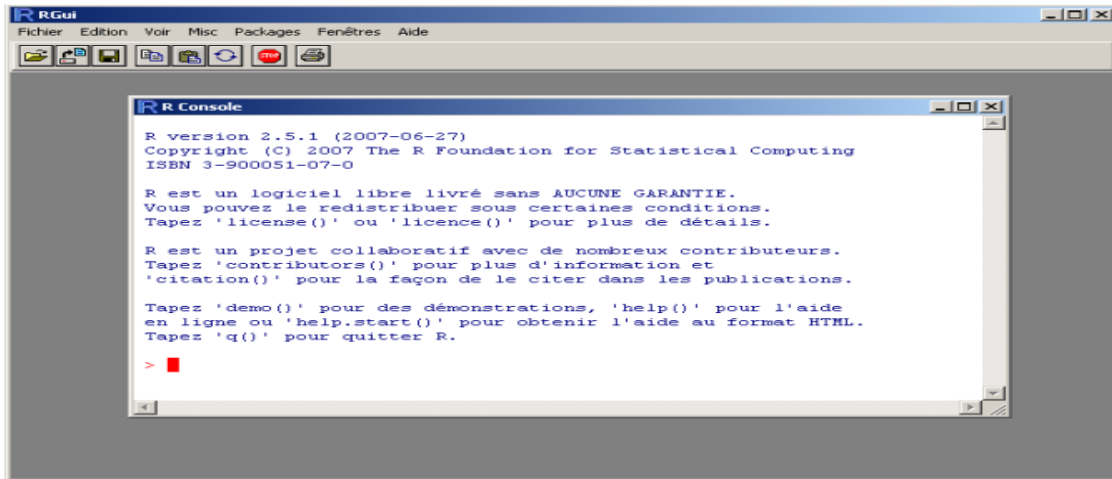 RGui
Fichier Edition Voir Misc Packages Fenêtres Aide
STOP
R Console
R version 2.5.1 (2007-06-27)
Copyright (C) 2007 The R Foundation for Statistical Computing
ISBN 3-900051-07-0
R est un logiciel libre livré sans AUCUNE GARANTIE.
Vous pouvez le redistribuer sous certaines conditions.
Tapez 'license()' ou 'licence()' pour plus de détails.
R est un projet collaboratif avec de nombreux contributeurs.
Tapez 'contributors()' pour plus d'information et
'citation()' pour la façon de le citer dans les publications.
Tapez 'demo()' pour des démonstrations, 'help()' pour l'aide
en ligne ou 'help.start()' pour obtenir l'aide au format HTML.
Tapez 'q()' pour quitter R.
>